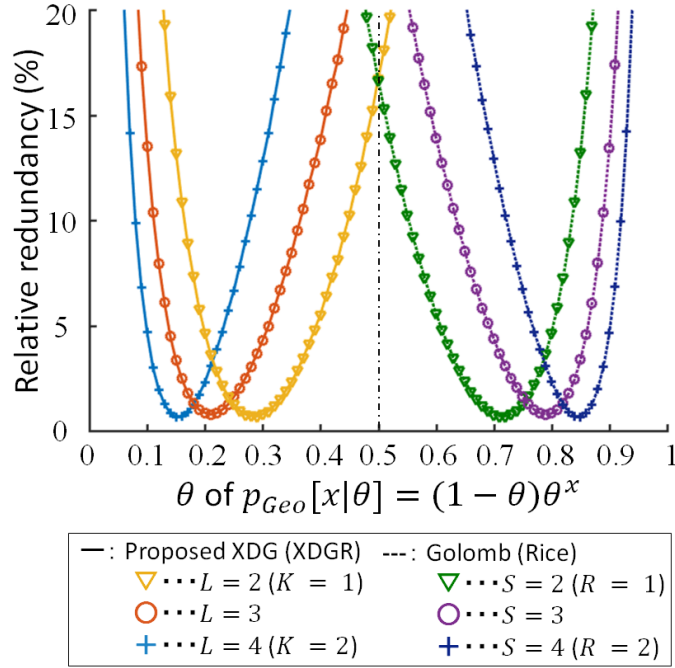 Relative redundancy (%)
20
15
10
5
0
0 0.1 0.2 0.3 0.4 0.5 0.6 0.7 0.8 0.9 1
θ of p_Geo[x|θ] = (1 − θ)θ^x
— : Proposed XDG (XDGR) ---: Golomb (Rice)
▽ ··· L = 2 (K = 1) ▽ ··· S = 2 (R = 1)
○ ··· L = 3 ○ ··· S = 3
+ ··· L = 4 (K = 2) + ··· S = 4 (R = 2)